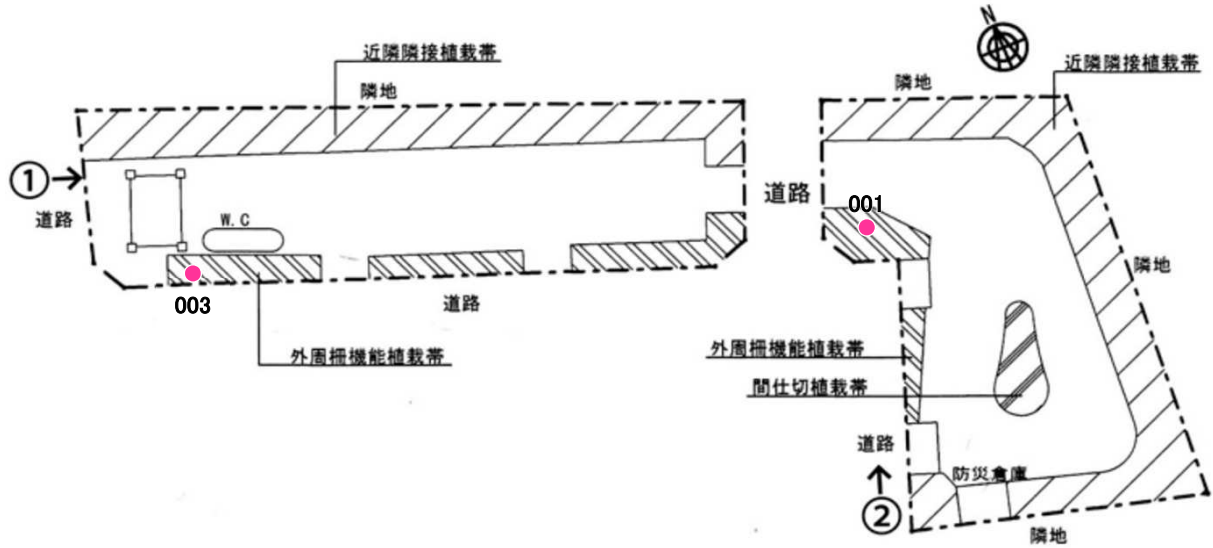 近隣隣接植栽帯
隣地
N
隣地
近隣隣接植栽帯
①
道路
W.C
003
道路
外周柵機能植栽帯
道路
001
隣地
外周柵機能植栽帯
間仕切植栽帯
道路
②
防災倉庫
隣地